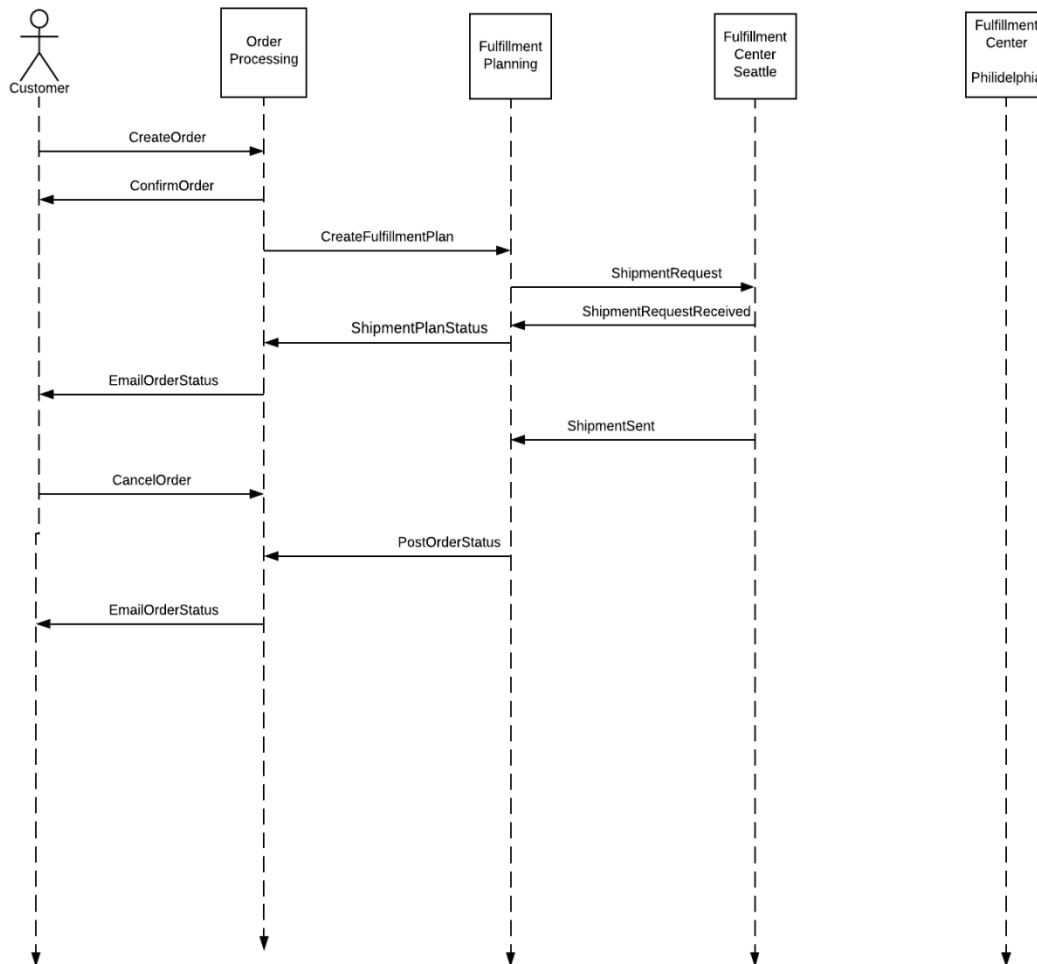 Customer
Order
Processing
Fulfillment
Planning
Fulfillment
Center
Seattle
Fulfillment
Center
Philidelphia
CreateOrder
ConfirmOrder
CreateFulfillmentPlan
ShipmentRequest
ShipmentRequestReceived
ShipmentPlanStatus
EmailOrderStatus
ShipmentSent
CancelOrder
PostOrderStatus
EmailOrderStatus